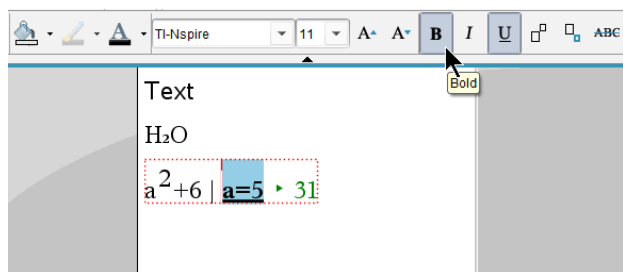 A TI-Nspire 11 A A B I U ABC
Bold
Text
H₂O
a²+6 | a=5 ▸ 31